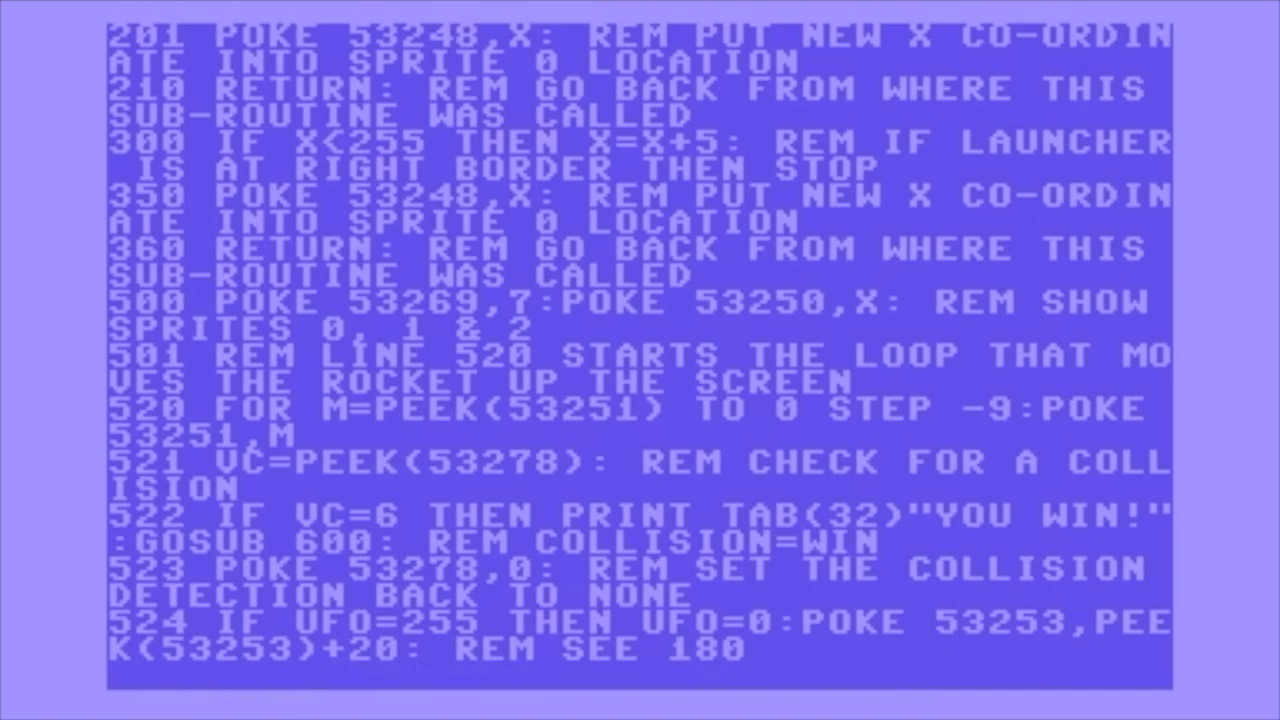 201 POKE 53248,X: REM PUT NEW X CO-ORDIN
ATE INTO SPRITE 0 LOCATION
210 RETURN: REM GO BACK FROM WHERE THIS
SUB-ROUTINE WAS CALLED
300 IF X<255 THEN X=X+5: REM IF LAUNCHER
 IS AT RIGHT BORDER THEN STOP
350 POKE 53248,X: REM PUT NEW X CO-ORDIN
ATE INTO SPRITE 0 LOCATION
360 RETURN: REM GO BACK FROM WHERE THIS
SUB-ROUTINE WAS CALLED
500 POKE 53269,7:POKE 53250,X: REM SHOW
SPRITES 0, 1 & 2
501 REM LINE 520 STARTS THE LOOP THAT MO
VES THE ROCKET UP THE SCREEN
520 FOR M=PEEK(53251) TO 0 STEP -9:POKE
53251,M
521 VC=PEEK(53278): REM CHECK FOR A COLL
ISION
522 IF VC=6 THEN PRINT TAB(32)"YOU WIN!"
:GOSUB 600: REM COLLISION=WIN
523 POKE 53278,0: REM SET THE COLLISION
DETECTION BACK TO NONE
524 IF UFO=255 THEN UFO=0:POKE 53253,PEE
K(53253)+20: REM SEE 180